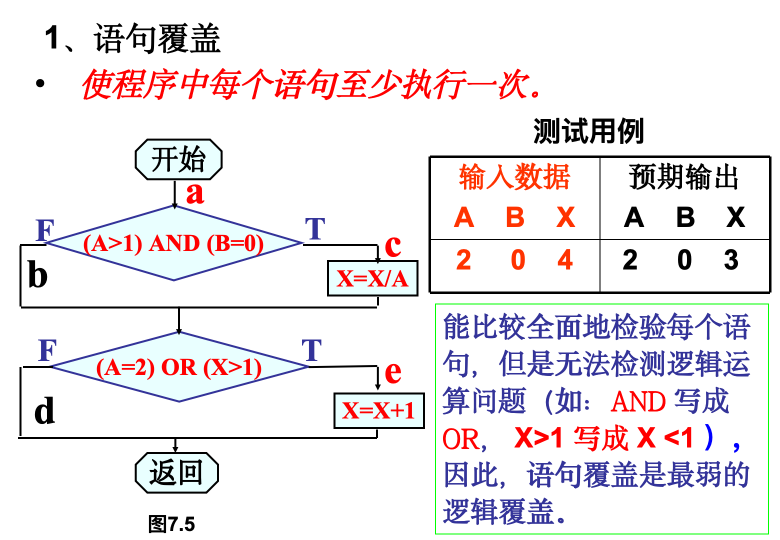 1、语句覆盖
• 使程序中每个语句至少执行一次．
测试用例
开始
a
F
(A>1) AND (B=0)
T
b
c
X=X/A
F
(A=2) OR (X>1)
T
d
e
X=X+1
返回
图7.5
输入数据 预期输出
A B X A B X
2 0 4 2 0 3
能比较全面地检验每个语
句，但是无法检测逻辑运
算问题（如：AND 写成
OR， X>1 写成 X <1 ），
因此，语句覆盖是最弱的
逻辑覆盖。